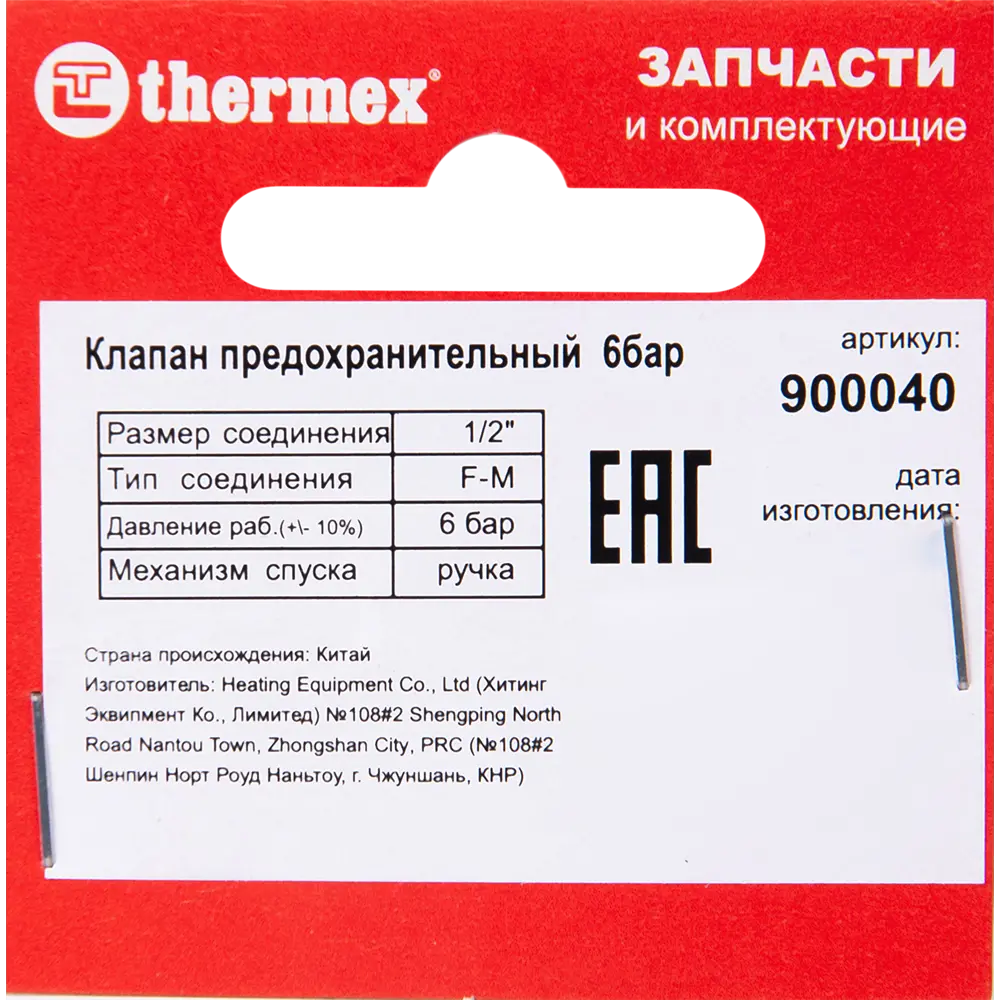 thermex®
ЗАПЧАСТИ
и комплектующие
Клапан предохранительный 6бар
артикул:
900040
Размер соединения 1/2"
Тип соединения F-M
Давление раб.(+\- 10%) 6 бар
Механизм спуска ручка
EAC
дата
изготовления:
Страна происхождения: Китай
Изготовитель: Heating Equipment Co., Ltd (Хитинг
Эквипмент Ко., Лимитед) №108#2 Shengping North
Road Nantou Town, Zhongshan City, PRC (№108#2
Шенпин Норт Роуд Наньтоу, г. Чжуншань, КНР)